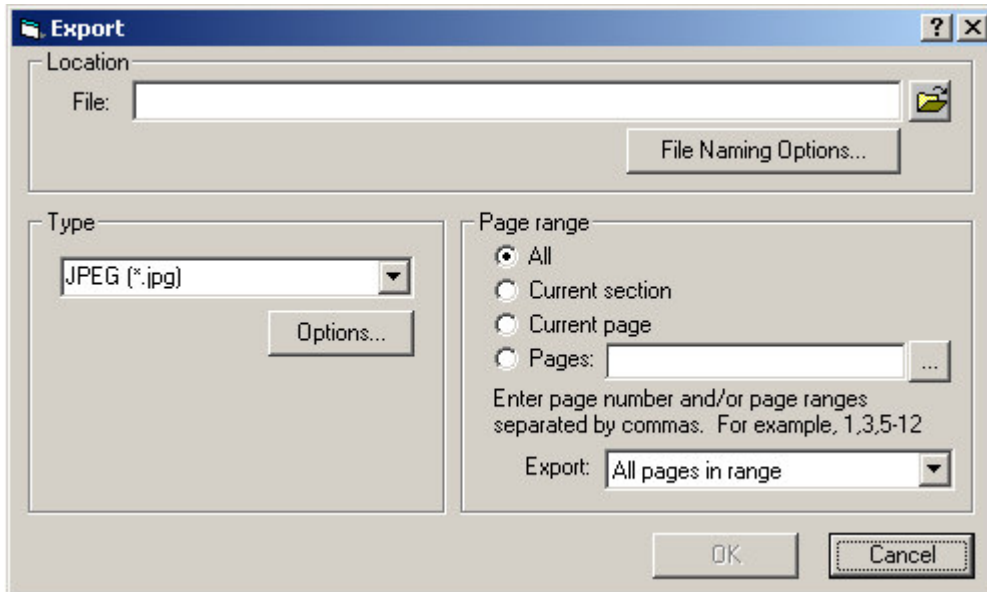 Export
Location
File:
File Naming Options...
Type
JPEG (*.jpg)
Options...
Page range
All
Current section
Current page
Pages: ...
Enter page number and/or page ranges
separated by commas.  For example, 1,3,5-12
Export: All pages in range
OK Cancel